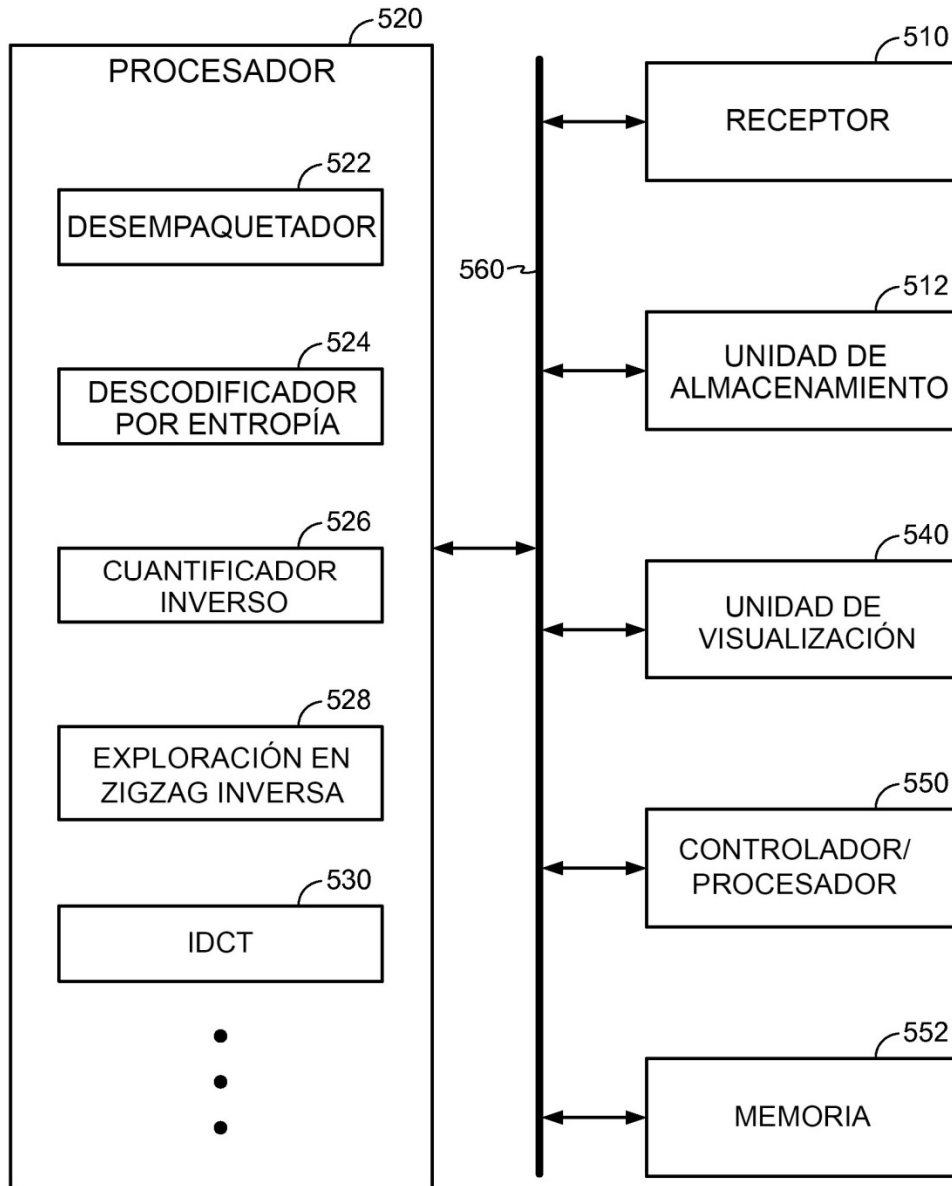 520
PROCESADOR
522
DESEMPAQUETADOR
524
DESCODIFICADOR
POR ENTROPÍA
526
CUANTIFICADOR
INVERSO
528
EXPLORACIÓN EN
ZIGZAG INVERSA
530
IDCT
560
510
RECEPTOR
512
UNIDAD DE
ALMACENAMIENTO
540
UNIDAD DE
VISUALIZACIÓN
550
CONTROLADOR/
PROCESADOR
552
MEMORIA